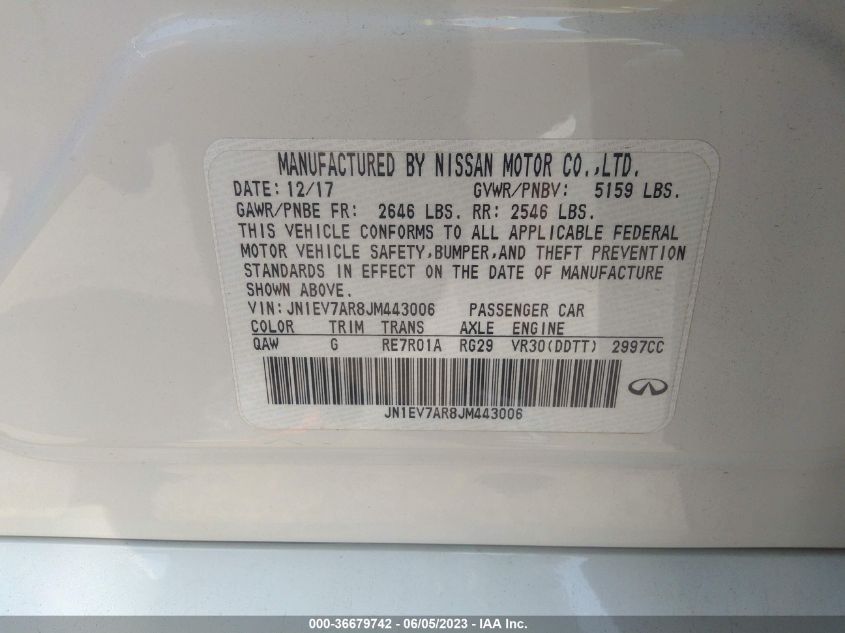 MANUFACTURED BY NISSAN MOTOR CO.,LTD.
DATE: 12/17 GVWR/PNBV: 5159 LBS.
GAWR/PNBE FR: 2646 LBS. RR: 2546 LBS.
THIS VEHICLE CONFORMS TO ALL APPLICABLE FEDERAL
MOTOR VEHICLE SAFETY,BUMPER,AND THEFT PREVENTION
STANDARDS IN EFFECT ON THE DATE OF MANUFACTURE
SHOWN ABOVE.
VIN: JN1EV7AR8JM443006 PASSENGER CAR
COLOR TRIM TRANS AXLE ENGINE
QAW G RE7R01A RG29 VR30(DDTT) 2997CC
JN1EV7AR8JM443006
000-36679742 - 06/05/2023 - IAA Inc.